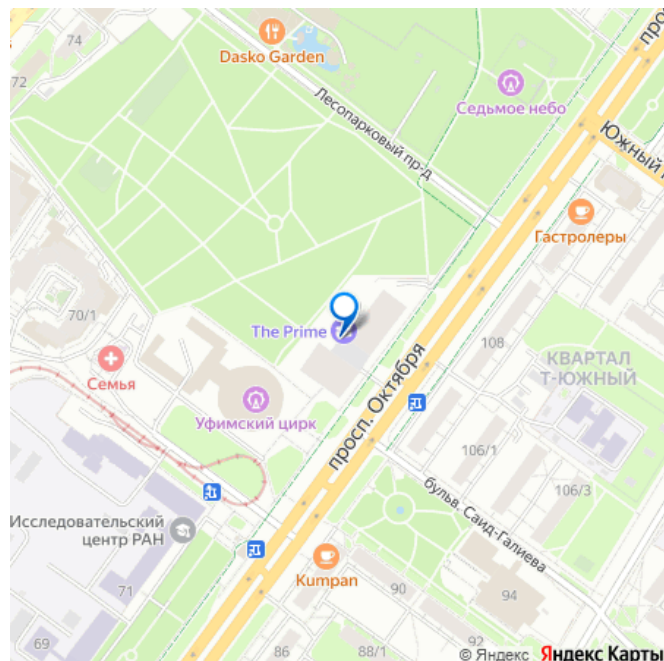 74
Dasko Garden
72
Седьмое небо
Лесопарковый пр-д
Южный
Гастролеры
70/1
The Prime
108
КВАРТАЛ
Т-ЮЖНЫЙ
Семья
просп. Октября
Уфимский цирк
106/1
106/3
бульв. Саид-Галиева
Исследовательский
центр РАН
Kumpan
71
90
94
69
86
88/1
92
© Яндекс Яндекс Карты